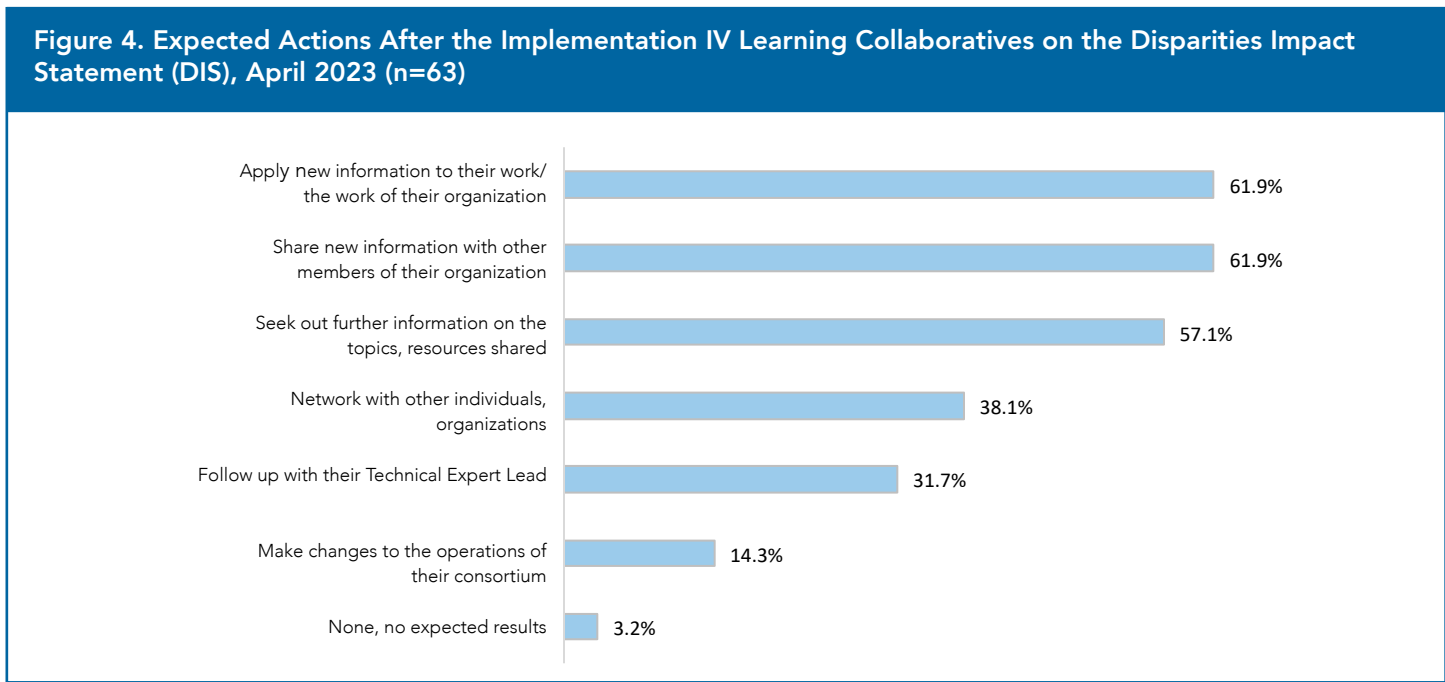 Figure 4. Expected Actions After the Implementation IV Learning Collaboratives on the Disparities Impact
Statement (DIS), April 2023 (n=63)
Apply new information to their work/
the work of their organization
61.9%
Share new information with other
members of their organization
61.9%
Seek out further information on the
topics, resources shared
57.1%
Network with other individuals,
organizations
38.1%
Follow up with their Technical Expert Lead
31.7%
Make changes to the operations of
their consortium
14.3%
None, no expected results
3.2%